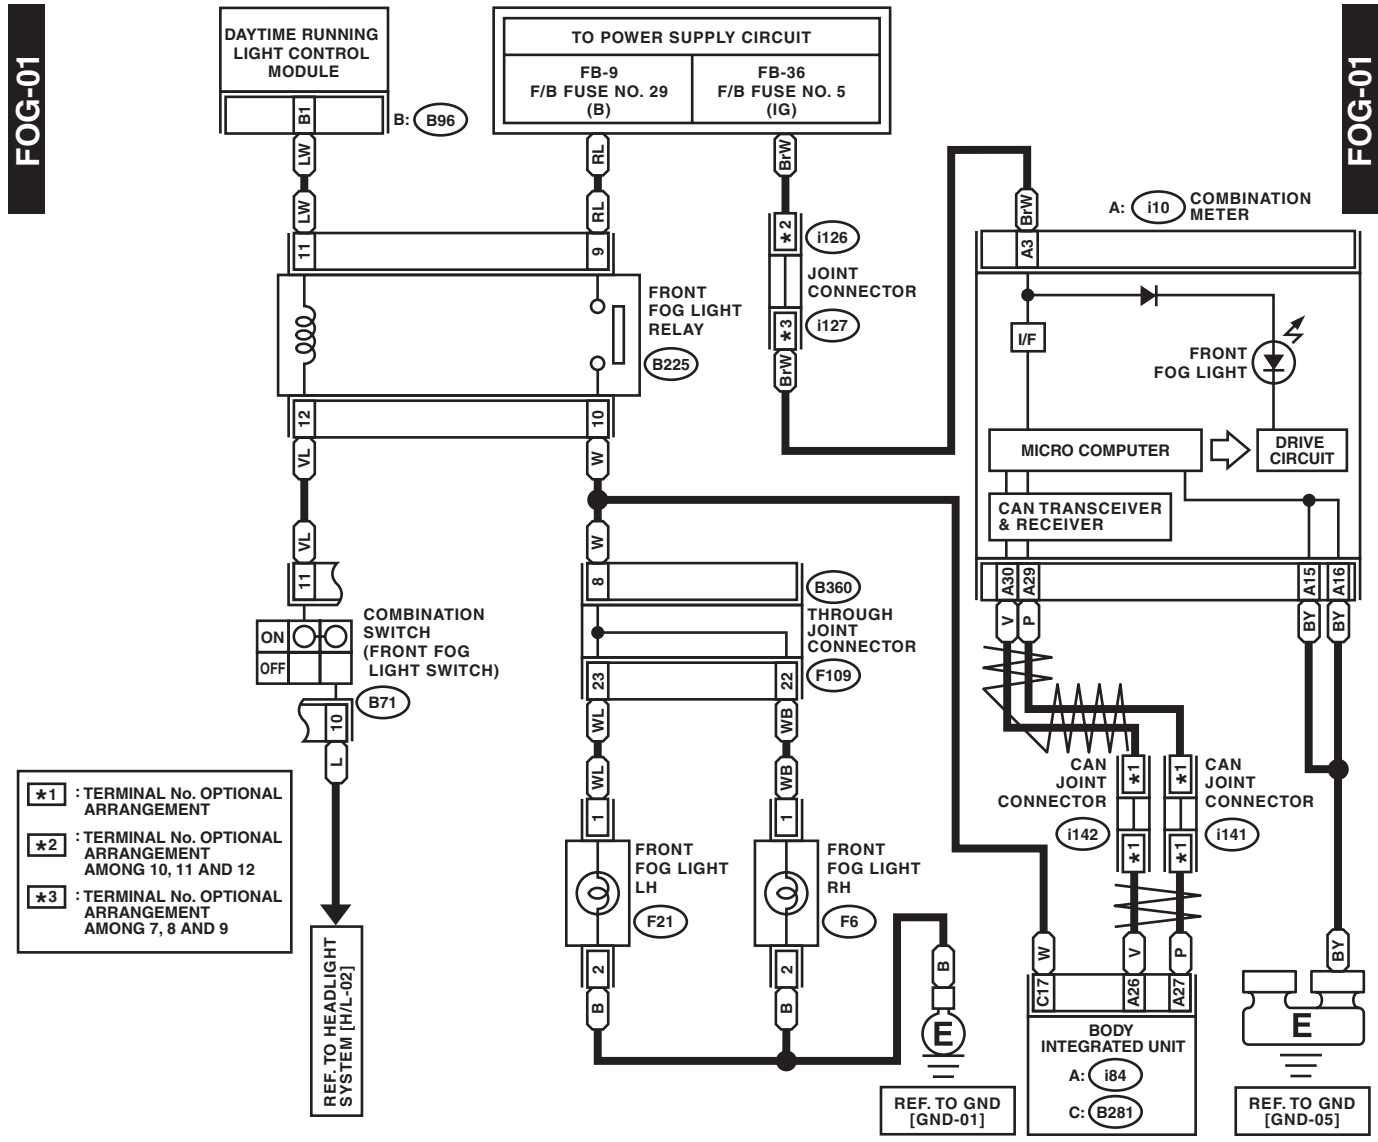 FOG-01
FOG-01
DAYTIME RUNNING
LIGHT CONTROL
MODULE
B1
B: B96
LW
LW
TO POWER SUPPLY CIRCUIT
FB-9
F/B FUSE NO. 29
(B)
FB-36
F/B FUSE NO. 5
(IG)
RL
RL
BrW
*2
i126
JOINT
CONNECTOR
*3
i127
BrW
BrW
A: i10 COMBINATION
METER
A3
11
9
FRONT
FOG LIGHT
RELAY
B225
12
10
I/F
FRONT
FOG LIGHT
MICRO COMPUTER
DRIVE
CIRCUIT
CAN TRANSCEIVER
& RECEIVER
VL
VL
W
W
11
8
B360
THROUGH
JOINT
CONNECTOR
F109
23
22
ON
OFF
COMBINATION
SWITCH
(FRONT FOG
LIGHT SWITCH)
B71
10
L
A30
A29
A15
A16
V
P
BY
BY
WL
WB
WL
WB
1
1
*1
*1
CAN
JOINT
CONNECTOR
i142
CAN
JOINT
CONNECTOR
i141
*1
*1
*1 : TERMINAL No. OPTIONAL
ARRANGEMENT
*2 : TERMINAL No. OPTIONAL
ARRANGEMENT
AMONG 10, 11 AND 12
*3 : TERMINAL No. OPTIONAL
ARRANGEMENT
AMONG 7, 8 AND 9
FRONT
FOG LIGHT
LH
F21
FRONT
FOG LIGHT
RH
F6
2
2
B
B
B
E
REF. TO HEADLIGHT
SYSTEM [H/L-02]
REF. TO GND
[GND-01]
W
V
P
C17
A26
A27
BODY
INTEGRATED UNIT
A: i84
C: B281
BY
E
REF. TO GND
[GND-05]